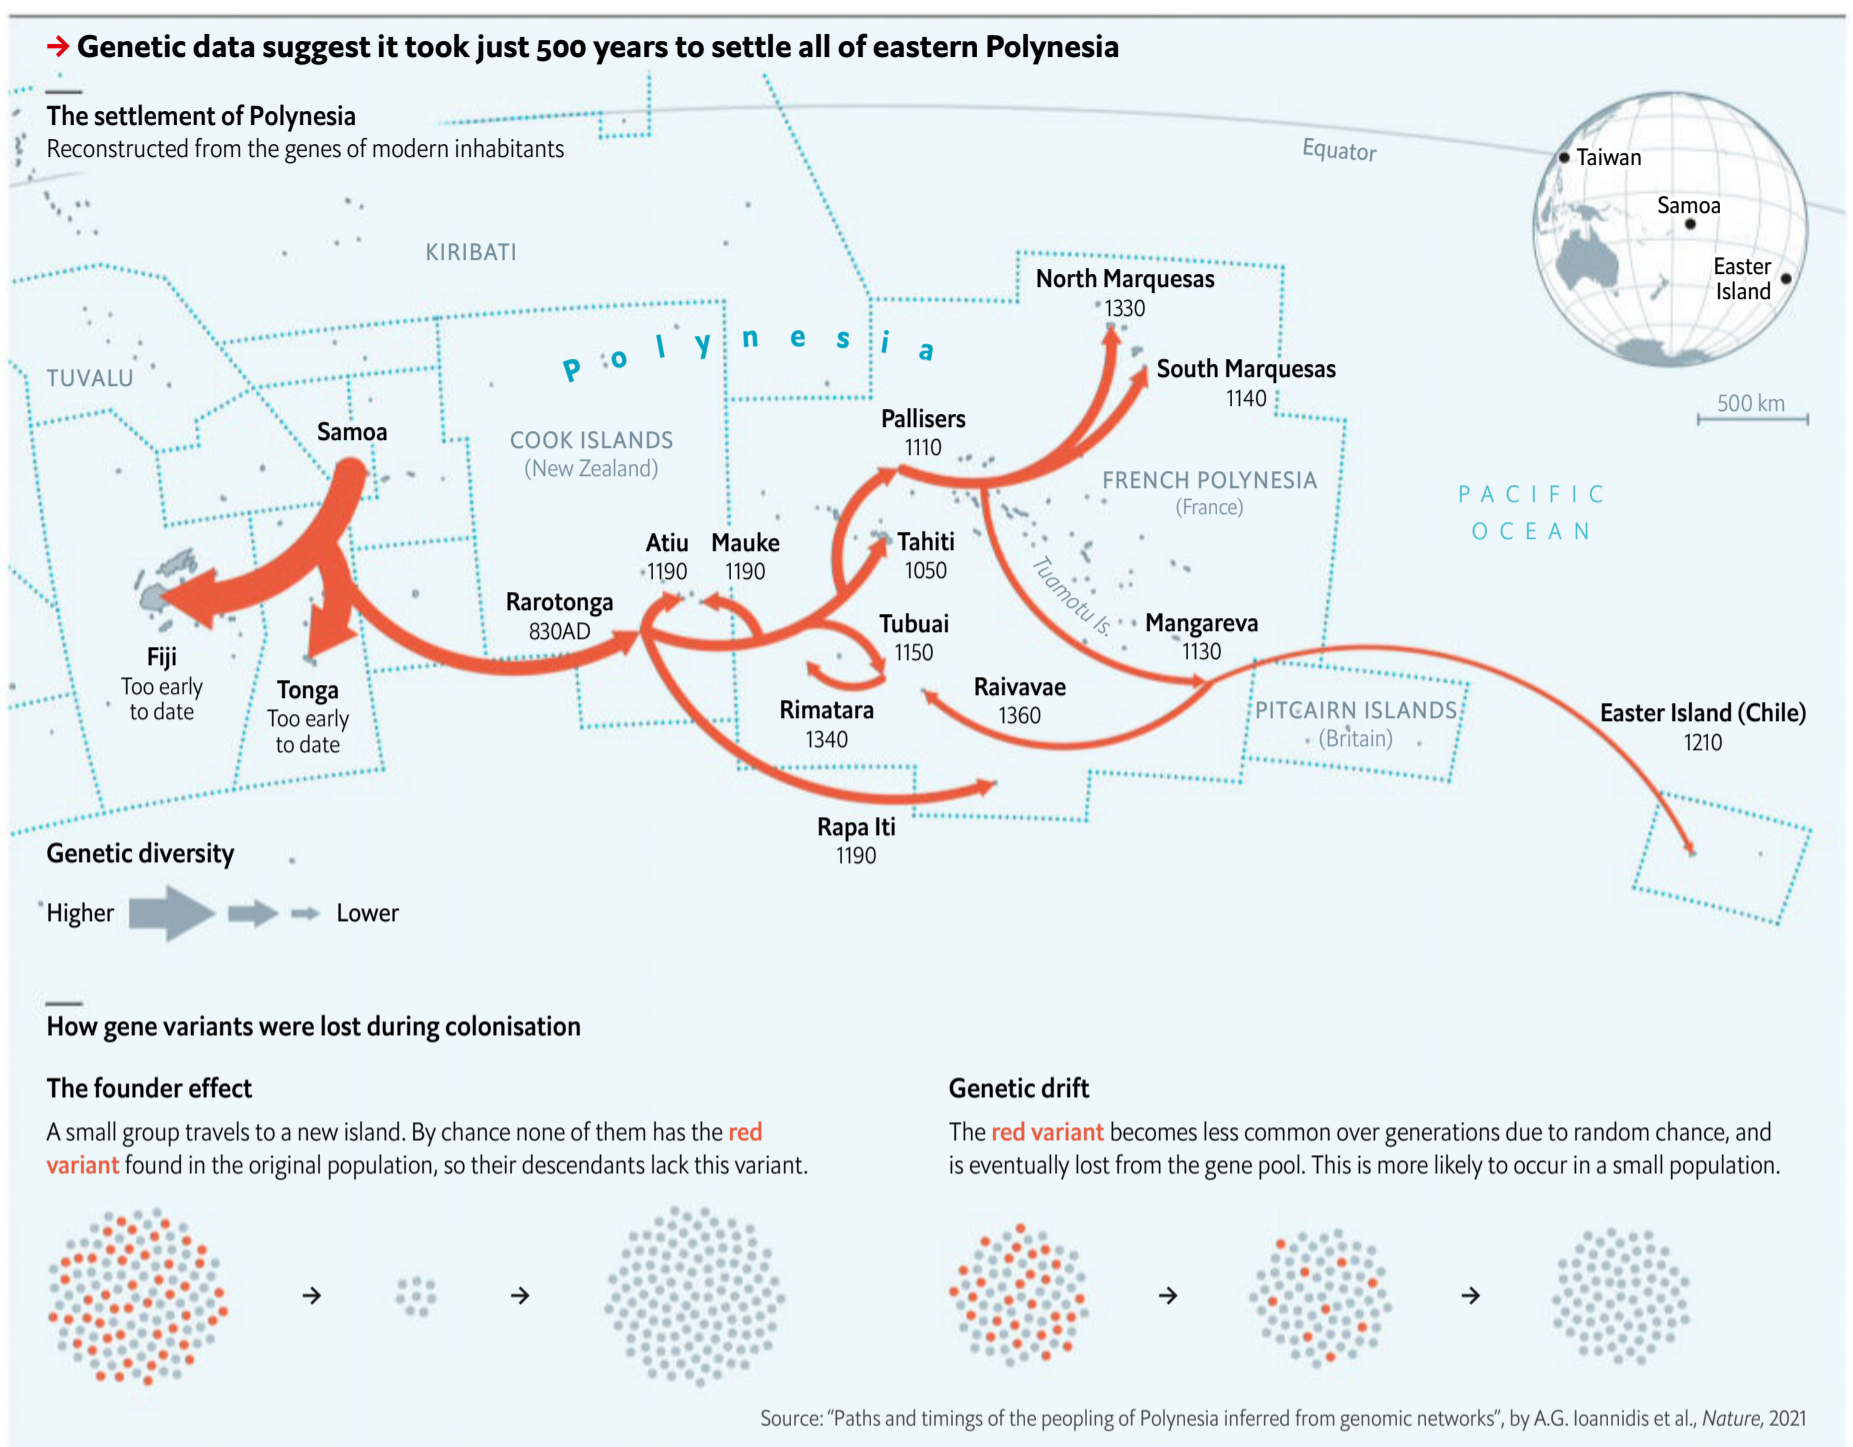 → Genetic data suggest it took just 500 years to settle all of eastern Polynesia
The settlement of Polynesia
Reconstructed from the genes of modern inhabitants
Equator
Taiwan
Samoa
Easter
Island
500 km
KIRIBATI
TUVALU
Polynesia
North Marquesas
1330
South Marquesas
1140
Samoa
COOK ISLANDS
(New Zealand)
Pallisers
1110
FRENCH POLYNESIA
(France)
PACIFIC
OCEAN
Atiu
1190
Mauke
1190
Tahiti
1050
Tuamotu Is.
Rarotonga
830AD
Tubuai
1150
Mangareva
1130
Fiji
Too early
to date
Tonga
Too early
to date
Rimatara
1340
Raivavae
1360
PITCAIRN ISLANDS
(Britain)
Easter Island (Chile)
1210
Rapa Iti
1190
Genetic diversity
Higher
Lower
How gene variants were lost during colonisation
The founder effect
A small group travels to a new island. By chance none of them has the red
variant found in the original population, so their descendants lack this variant.
→ →
Genetic drift
The red variant becomes less common over generations due to random chance, and
is eventually lost from the gene pool. This is more likely to occur in a small population.
→ →
Source: “Paths and timings of the peopling of Polynesia inferred from genomic networks”, by A.G. Ioannidis et al., Nature, 2021